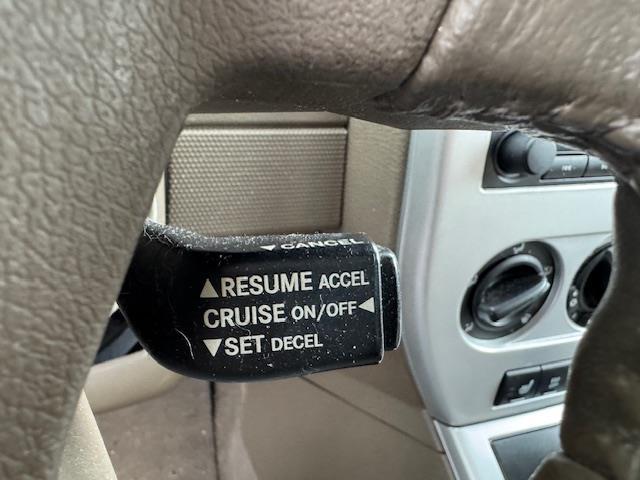 ▼CANCEL
▲RESUME ACCEL
CRUISE ON/OFF◀
▼SET DECEL